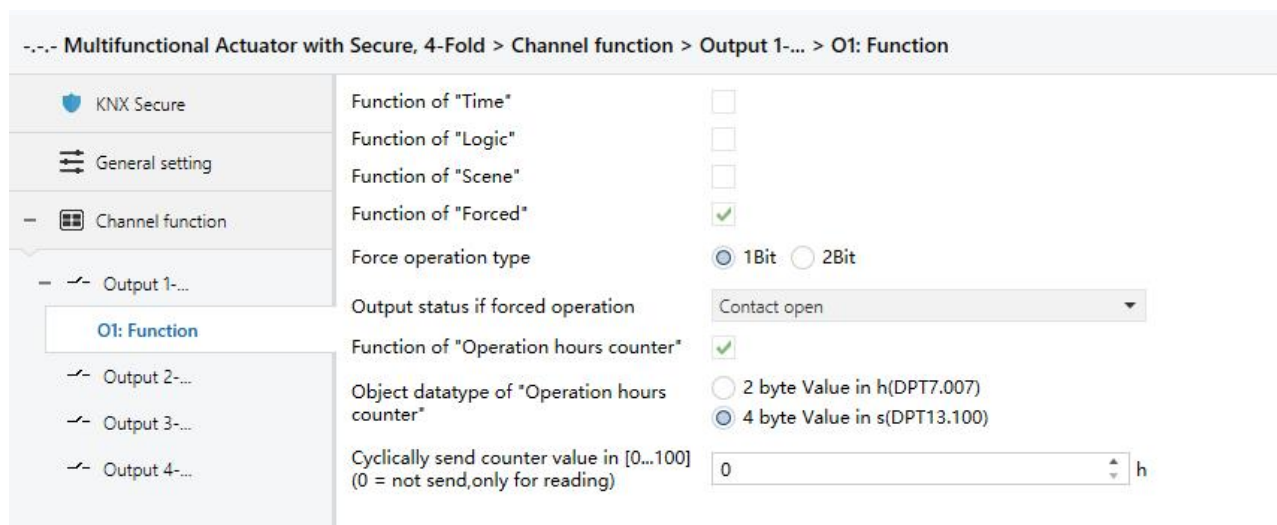 -.-.- Multifunctional Actuator with Secure, 4-Fold > Channel function > Output 1-... > O1: Function
KNX Secure
General setting
Channel function
Output 1-...
O1: Function
Output 2-...
Output 3-...
Output 4-...
Function of "Time"
Function of "Logic"
Function of "Scene"
Function of "Forced"
Force operation type
1Bit 2Bit
Output status if forced operation
Contact open
Function of "Operation hours counter"
Object datatype of "Operation hours
counter"
2 byte Value in h(DPT7.007)
4 byte Value in s(DPT13.100)
Cyclically send counter value in [0...100]
(0 = not send,only for reading)
0 h